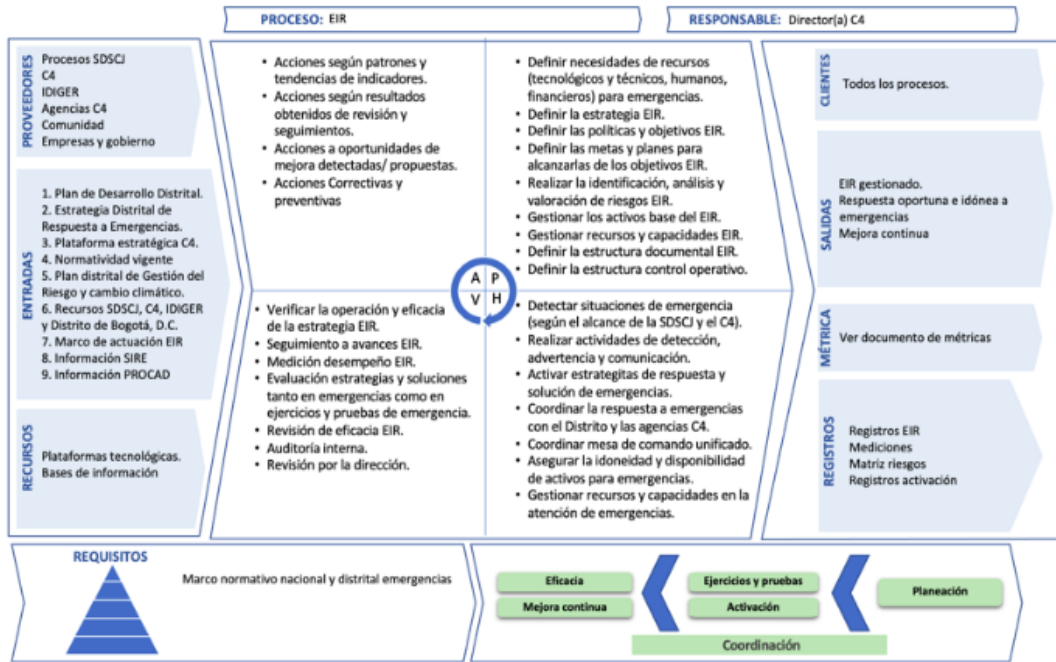 PROCESO: EIR
RESPONSABLE: Director(a) C4
PROVEEDORES
Procesos SDSCJ
C4
IDIGER
Agencias C4
Comunidad
Empresas y gobierno
ENTRADAS
1. Plan de Desarrollo Distrital.
2. Estrategia Distrital de
Respuesta a Emergencias.
3. Plataforma estratégica C4.
4. Normatividad vigente
5. Plan distrital de Gestión del
Riesgo y cambio climático.
6. Recursos SDSCJ, C4, IDIGER
y Distrito de Bogotá, D.C.
7. Marco de actuación EIR
8. Información SIRE
9. Información PROCAD
RECURSOS
Plataformas tecnológicas.
Bases de información
• Acciones según patrones y
tendencias de indicadores.
• Acciones según resultados
obtenidos de revisión y
seguimientos.
• Acciones a oportunidades de
mejora detectadas/ propuestas.
• Acciones Correctivas y
preventivas
• Definir necesidades de recursos
(tecnológicos y técnicos, humanos,
financieros) para emergencias.
• Definir la estrategia EIR.
• Definir las políticas y objetivos EIR.
• Definir las metas y planes para
alcanzarlas de los objetivos EIR.
• Realizar la identificación, análisis y
valoración de riesgos EIR.
• Gestionar los activos base del EIR.
• Gestionar recursos y capacidades EIR.
• Definir la estructura documental EIR.
• Definir la estructura control operativo.
A P
V H
• Verificar la operación y eficacia
de la estrategia EIR.
• Seguimiento a avances EIR.
• Medición desempeño EIR.
• Evaluación estrategias y soluciones
tanto en emergencias como en
ejercicios y pruebas de emergencia.
• Revisión de eficacia EIR.
• Auditoría interna.
• Revisión por la dirección.
• Detectar situaciones de emergencia
(según el alcance de la SDSCJ y el C4).
• Realizar actividades de detección,
advertencia y comunicación.
• Activar estrategitas de respuesta y
solución de emergencias.
• Coordinar la respuesta a emergencias
con el Distrito y las agencias C4.
• Coordinar mesa de comando unificado.
• Asegurar la idoneidad y disponibilidad
de activos para emergencias.
• Gestionar recursos y capacidades en la
atención de emergencias.
CLIENTES
Todos los procesos.
SALIDAS
EIR gestionado.
Respuesta oportuna e idónea a
emergencias
Mejora continua
MÉTRICA
Ver documento de métricas
REGISTROS
Registros EIR
Mediciones
Matriz riesgos
Registros activación
REQUISITOS
Marco normativo nacional y distrital emergencias
Eficacia
Mejora continua
Ejercicios y pruebas
Activación
Planeación
Coordinación